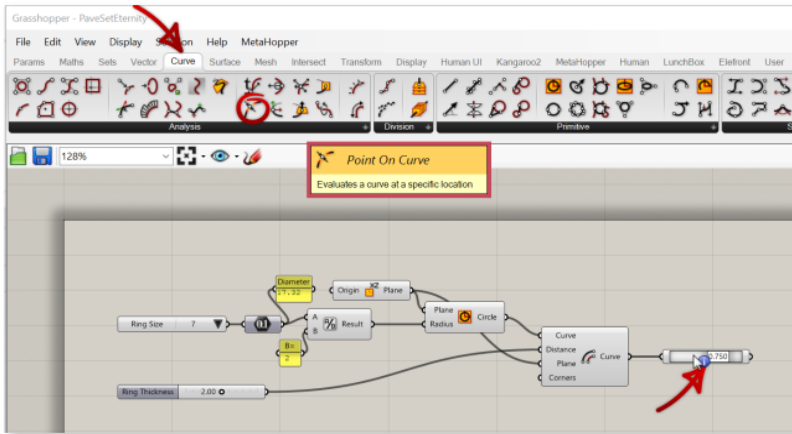 Grasshopper - PaveSetEternity
File Edit View Display Help MetaHopper
Params Maths Sets Vector Curve Surface Mesh Intersect Transform Display Human UI Kangaroo2 MetaHopper Human LunchBox Elefront User
Analysis Division Primitive S
128%
Point On Curve
Evaluates a curve at a specific location
Diameter
17.32
Origin XZ Plane
Ring Size 7
A
B
A/B
Result
Plane
Radius
Circle
B=
2
Curve
Distance
Plane
Corners
Curve
0.750
Ring Thickness 2.00